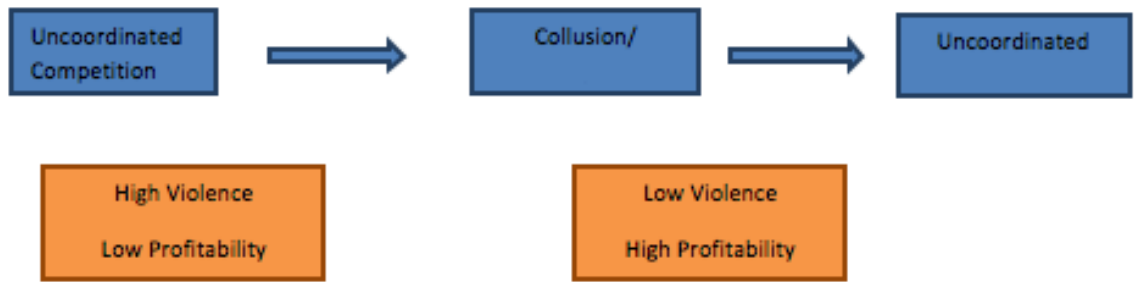 Uncoordinated
Competition
Collusion/
Uncoordinated
High Violence
Low Profitability
Low Violence
High Profitability